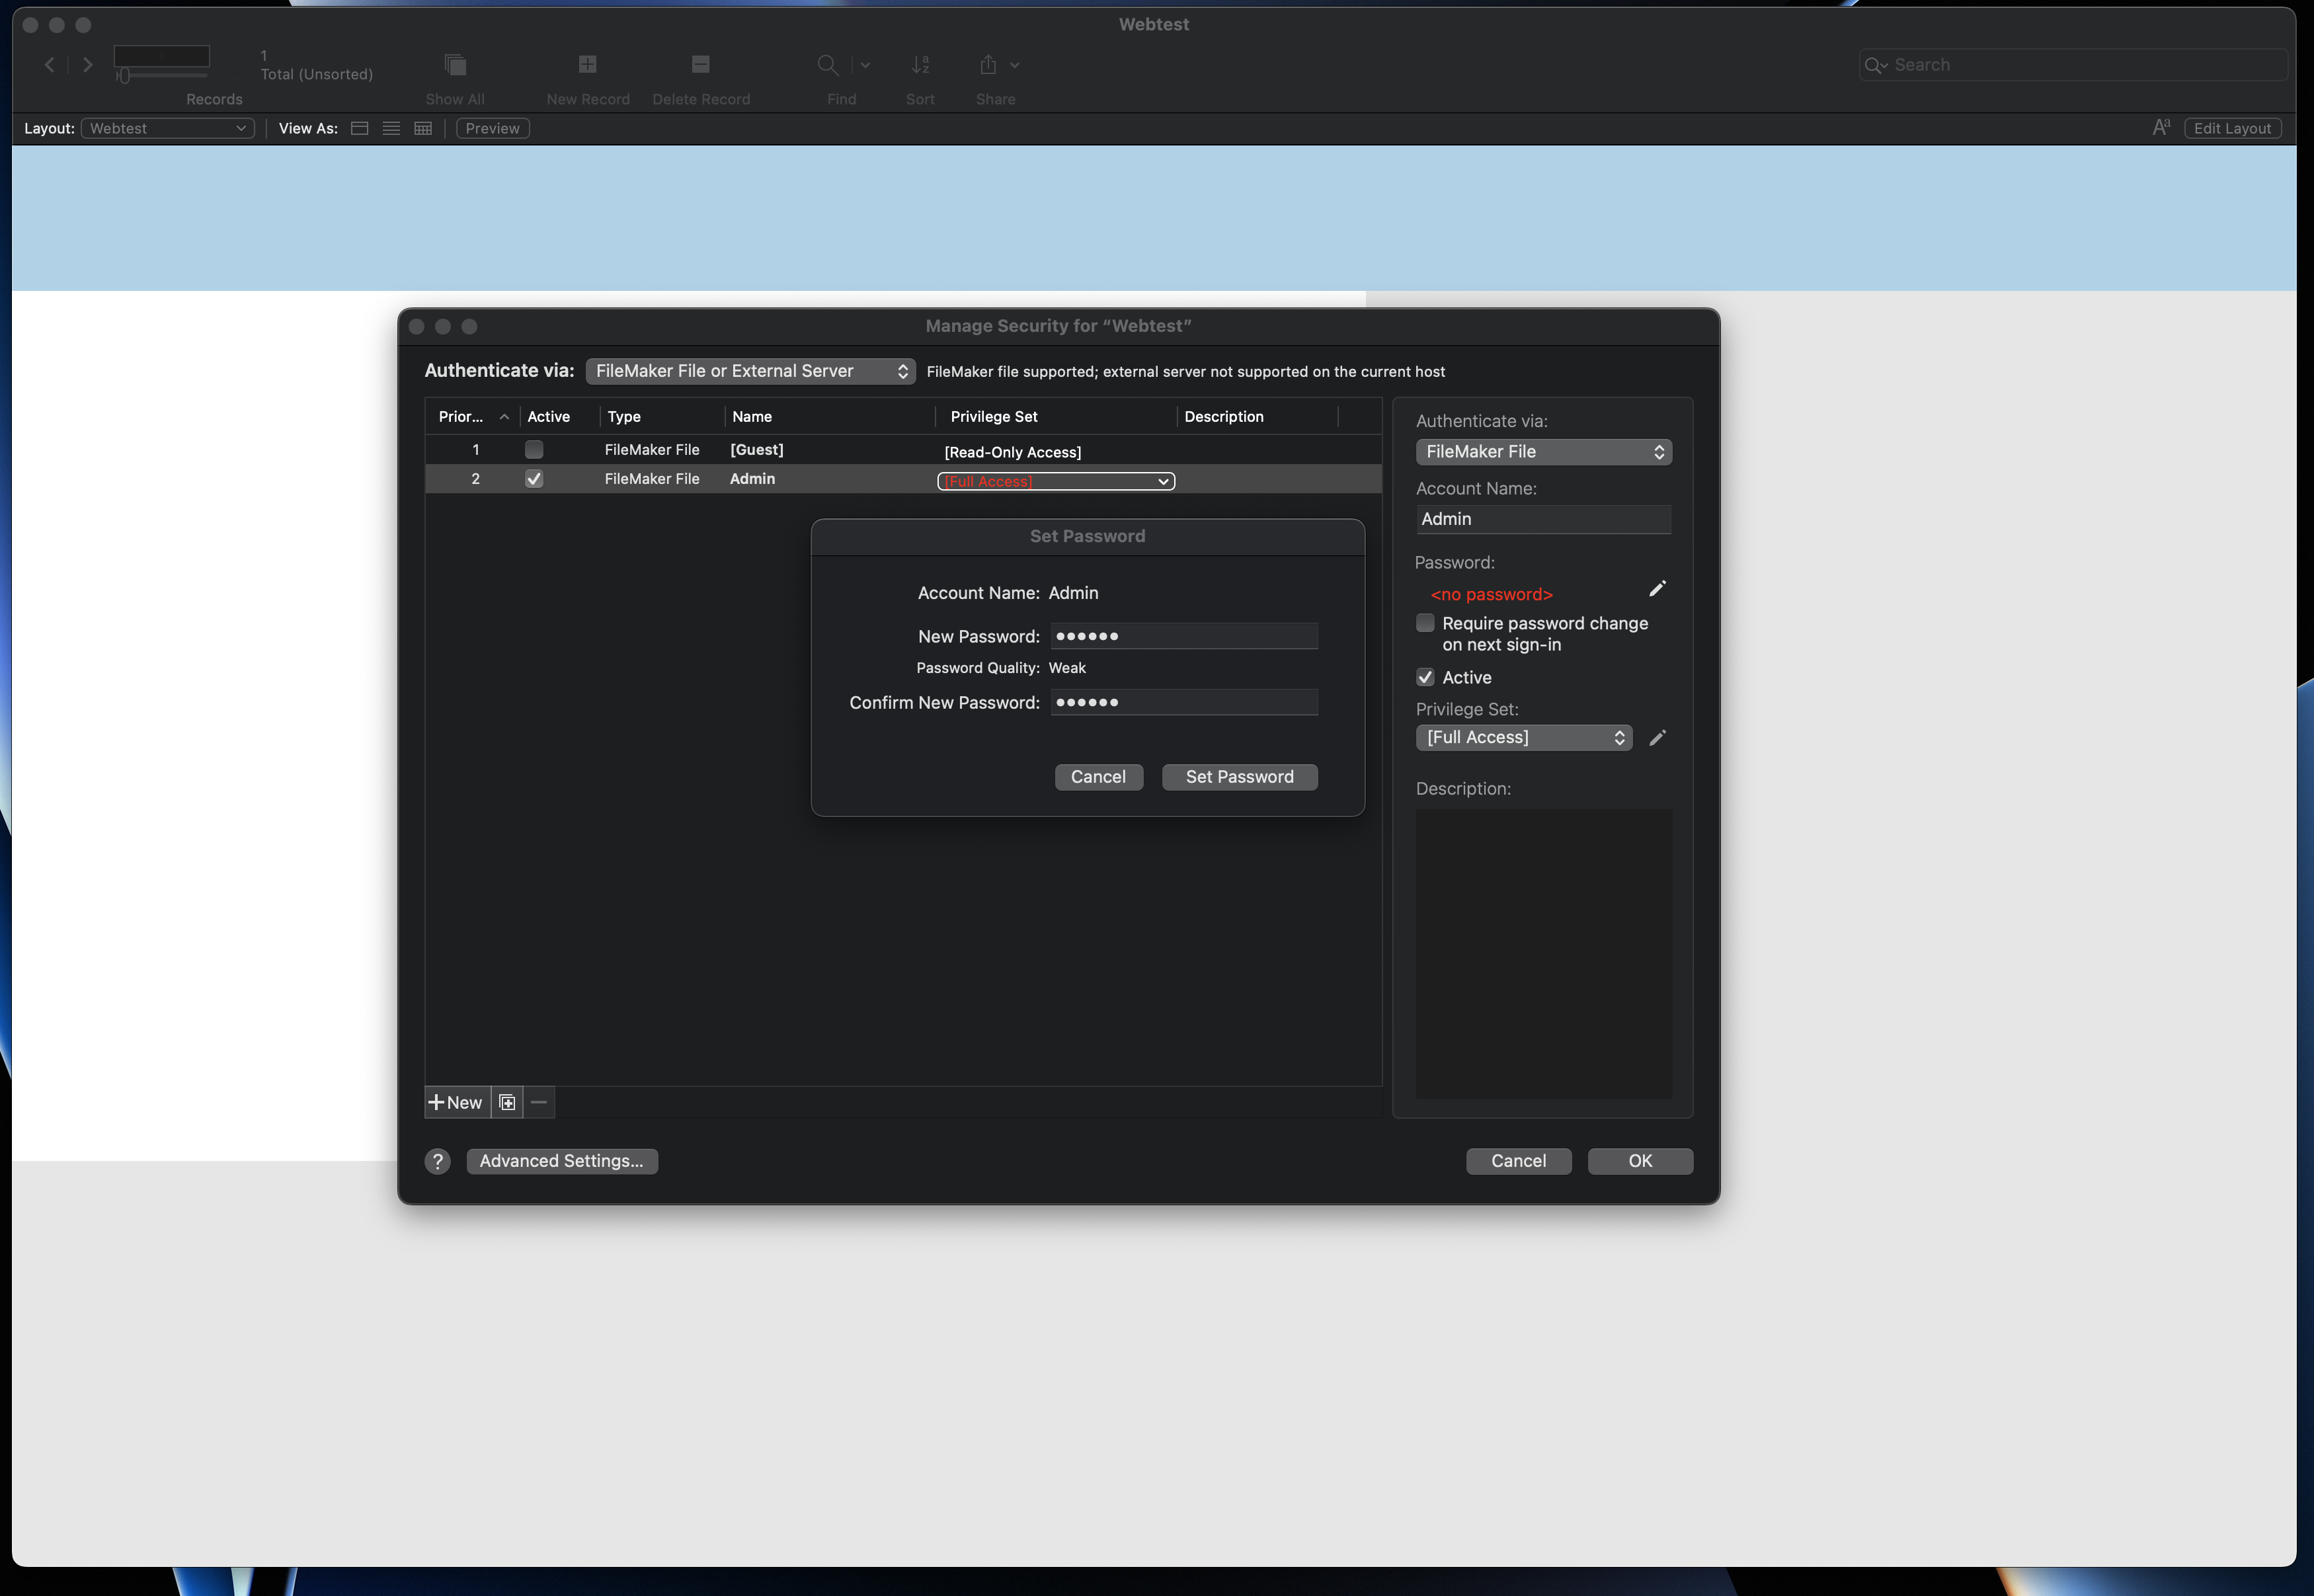 Webtest
1
Total (Unsorted)
Records
Show All
New Record
Delete Record
Find
Sort
Share
Search
Layout: Webtest
View As:
Preview
Aa
Edit Layout
Manage Security for “Webtest”
Authenticate via: FileMaker File or External Server
FileMaker file supported; external server not supported on the current host
Prior... Active Type Name Privilege Set Description
1 FileMaker File [Guest] [Read-Only Access]
2 FileMaker File Admin [Full Access]
Set Password
Account Name: Admin
New Password: ••••••
Password Quality: Weak
Confirm New Password: ••••••
Cancel
Set Password
Authenticate via:
FileMaker File
Account Name:
Admin
Password:
<no password>
Require password change
on next sign-in
Active
Privilege Set:
[Full Access]
Description:
+ New
?
Advanced Settings...
Cancel
OK